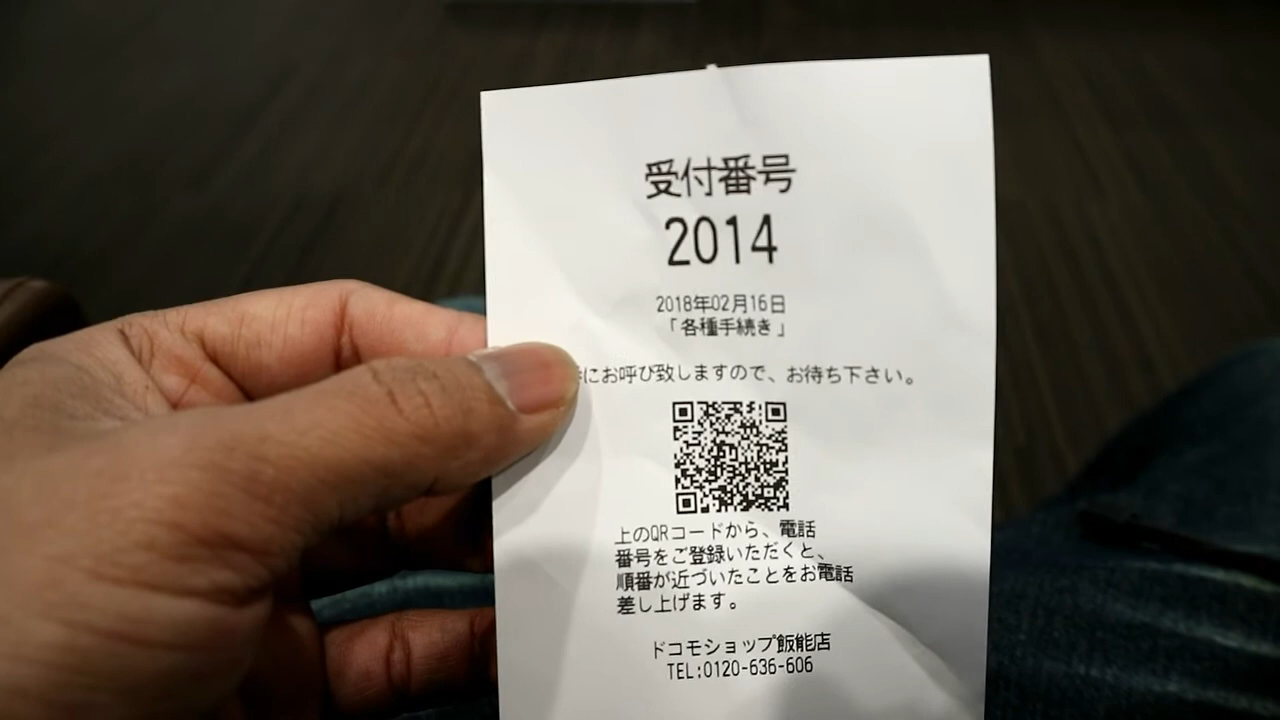 受付番号
2014
2018年02月16日
「各種手続き」
にお呼び致しますので、お待ち下さい。
上のQRコードから、電話
番号をご登録いただくと、
順番が近づいたことをお電話
差し上げます。
ドコモショップ飯能店
TEL:0120-636-606